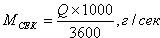 M_СЕК = Q × 1000 / 3600, г / сек